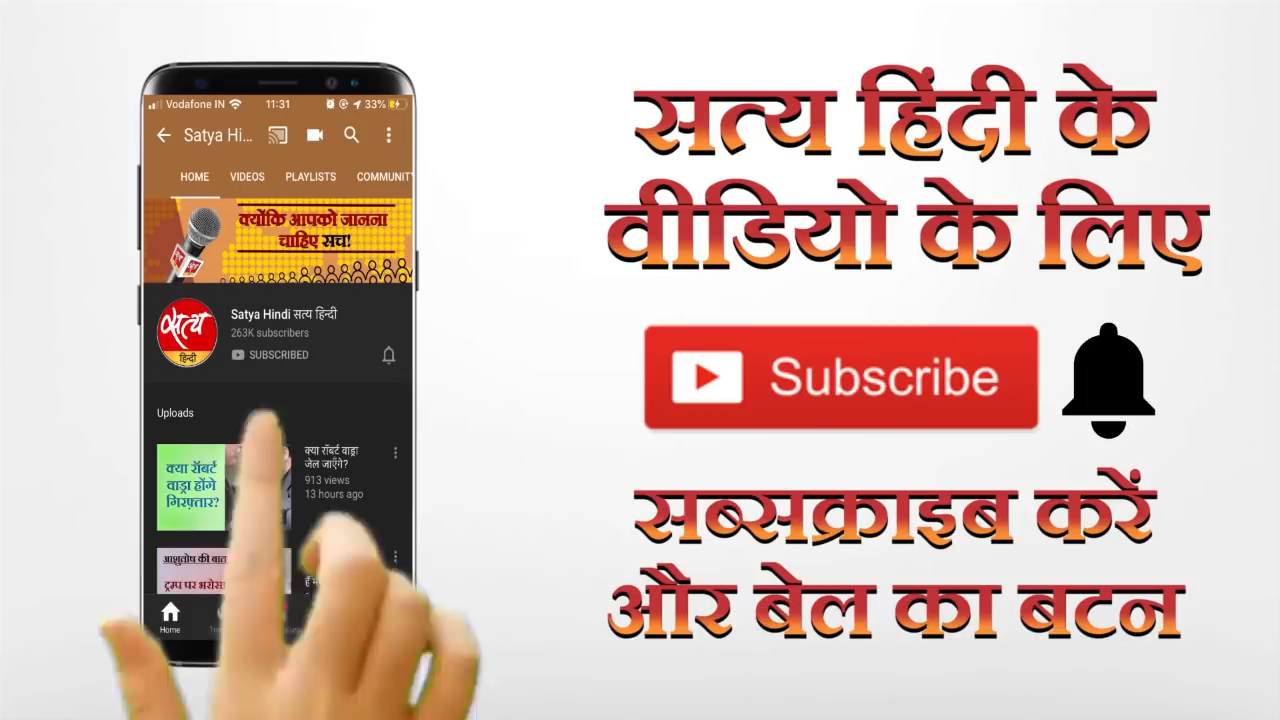 Vodafone IN 11:31 33%
Satya Hi...
HOME VIDEOS PLAYLISTS COMMUNITY
क्योंकि आपको जानना
चाहिए सच!
सत्य
हिन्दी
Satya Hindi सत्य हिन्दी
263K subscribers
SUBSCRIBED
Uploads
क्या रॉबर्ट
वाड्रा होंगे
गिरफ़्तार?
क्या रॉबर्ट वाड्रा
जेल जाएँगे?
913 views
13 hours ago
आशुतोष की बात
ट्रम्प पर भरोसा
Home
सत्य हिंदी के
वीडियो के लिए
Subscribe
सब्सक्राइब करें
और बेल का बटन